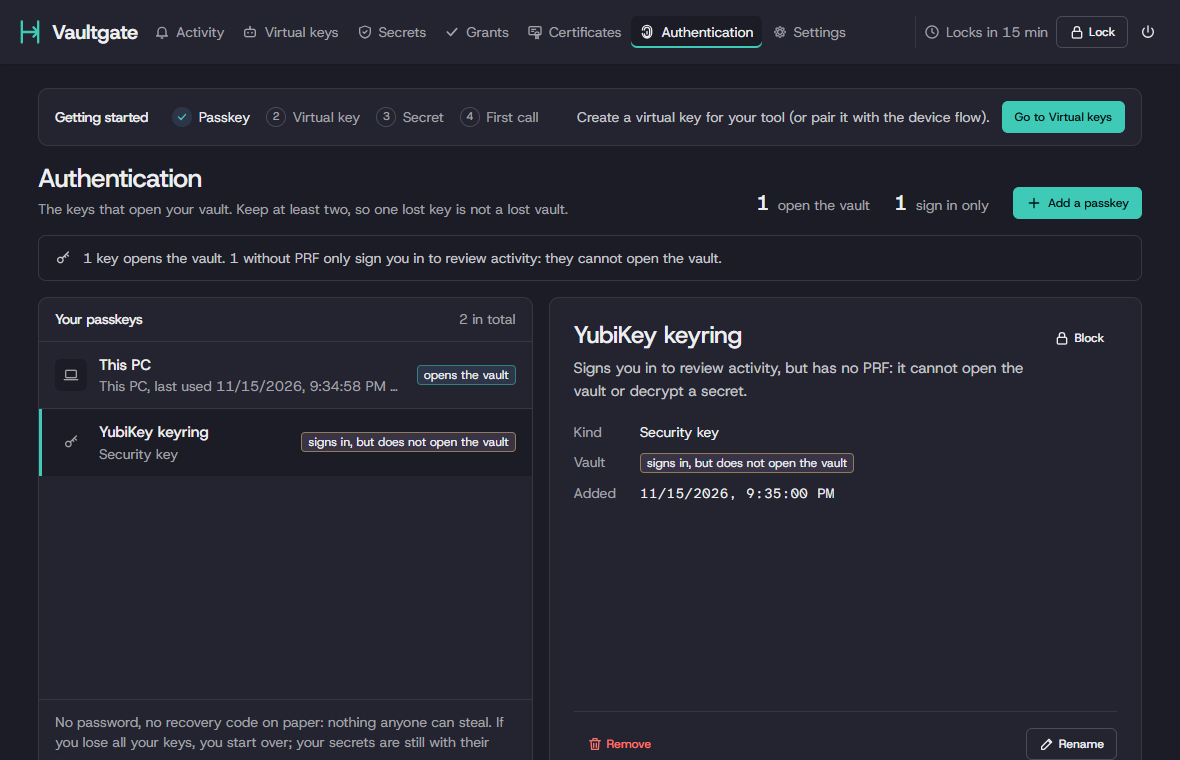 Vaultgate Activity Virtual keys Secrets Grants Certificates Authentication Settings Locks in 15 min Lock
Getting started Passkey 2 Virtual key 3 Secret 4 First call Create a virtual key for your tool (or pair it with the device flow). Go to Virtual keys
Authentication
The keys that open your vault. Keep at least two, so one lost key is not a lost vault.
1 open the vault 1 sign in only + Add a passkey
1 key opens the vault. 1 without PRF only sign you in to review activity: they cannot open the vault.
Your passkeys 2 in total
This PC
This PC, last used 11/15/2026, 9:34:58 PM …
opens the vault
YubiKey keyring
Security key
signs in, but does not open the vault
No password, no recovery code on paper: nothing anyone can steal. If
you lose all your keys, you start over; your secrets are still with their
YubiKey keyring
Block
Signs you in to review activity, but has no PRF: it cannot open the
vault or decrypt a secret.
Kind Security key
Vault signs in, but does not open the vault
Added 11/15/2026, 9:35:00 PM
Remove Rename